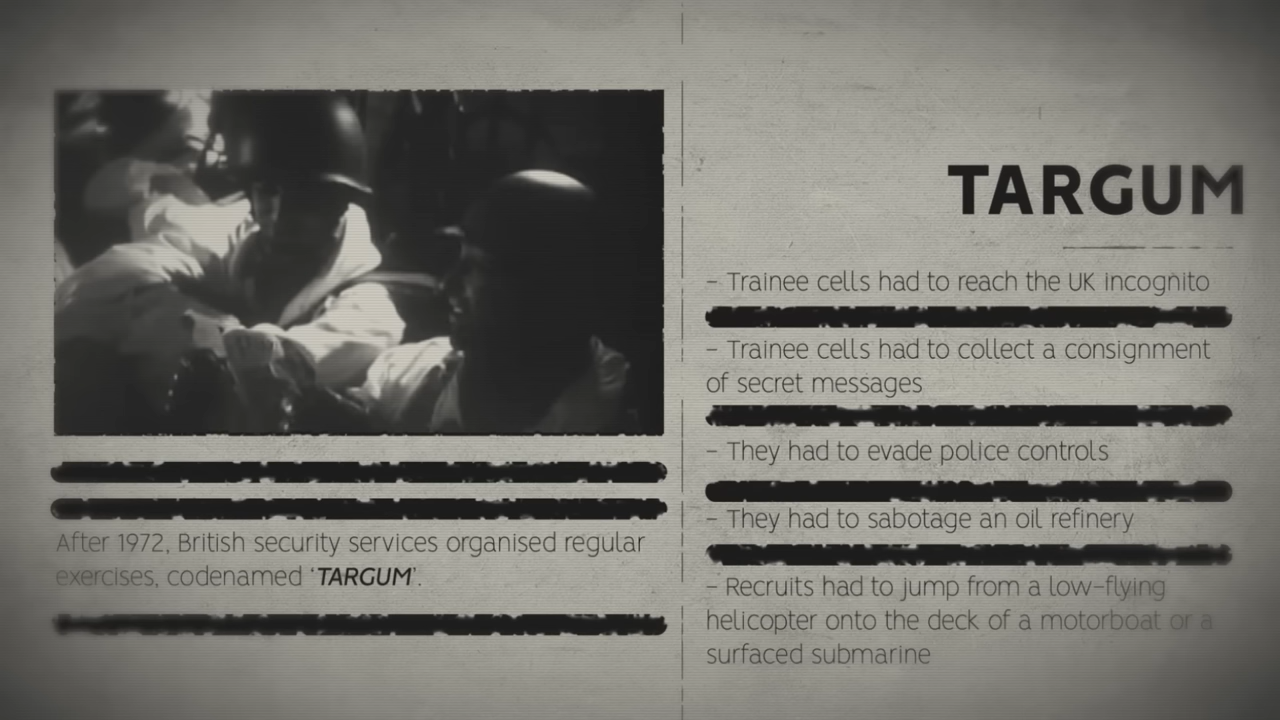 After 1972, British security services organised regular
exercises, codenamed ‘TARGUM’.
TARGUM
– Trainee cells had to reach the UK incognito
– Trainee cells had to collect a consignment
of secret messages
– They had to evade police controls
– They had to sabotage an oil refinery
– Recruits had to jump from a low–flying
helicopter onto the deck of a motorboat or a
surfaced submarine